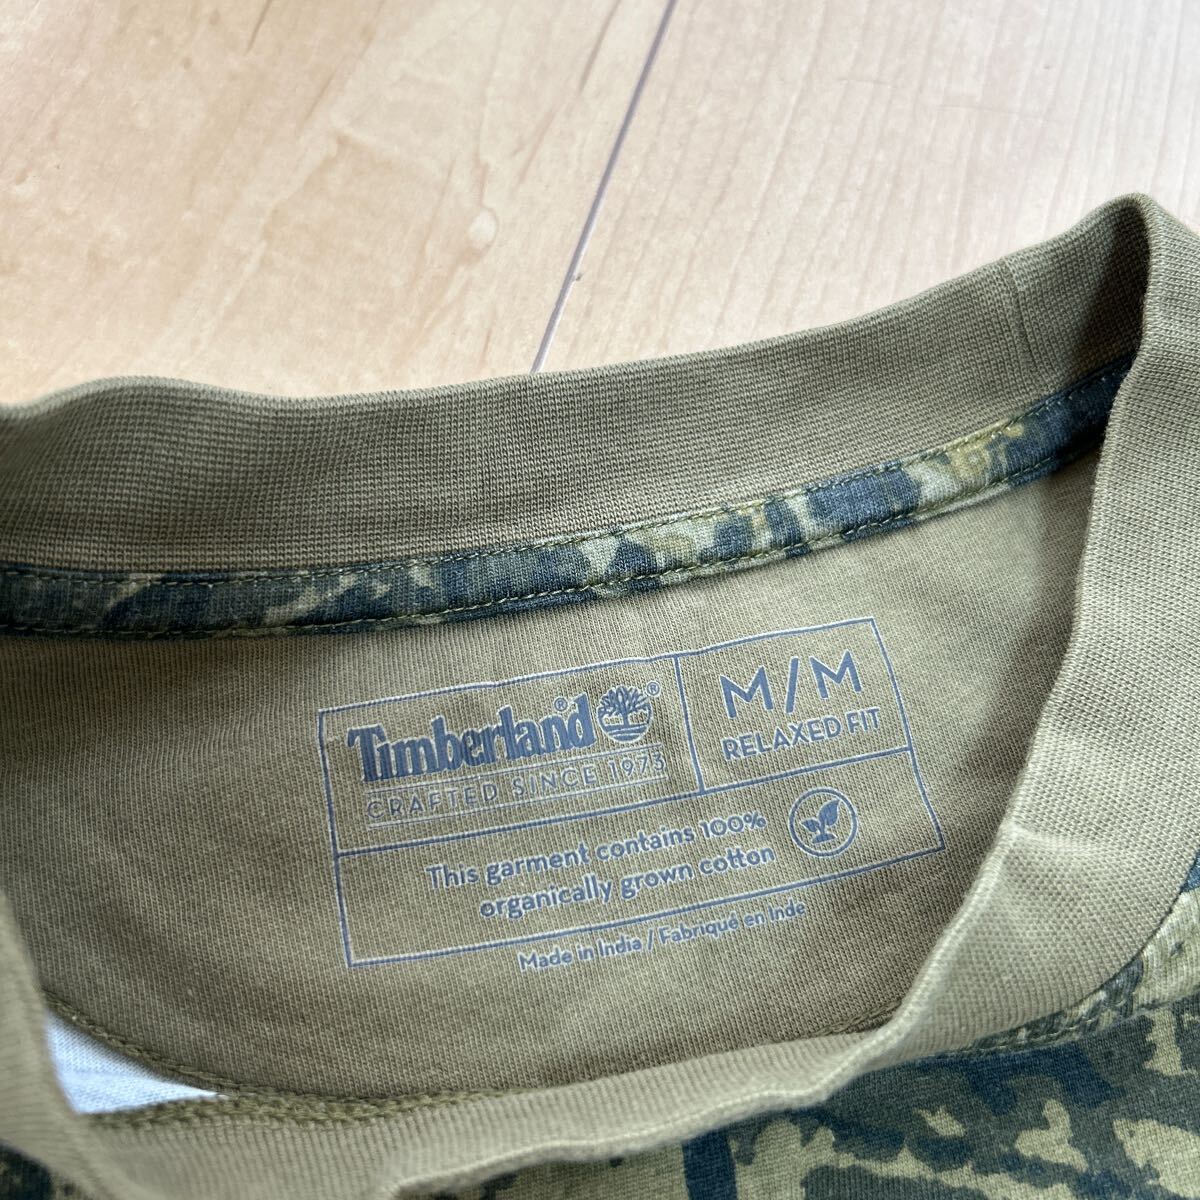 Timberland® ®
CRAFTED SINCE 1973
M/M
RELAXED FIT
This garment contains 100%
organically grown cotton
Made in India / Fabriqué en Inde